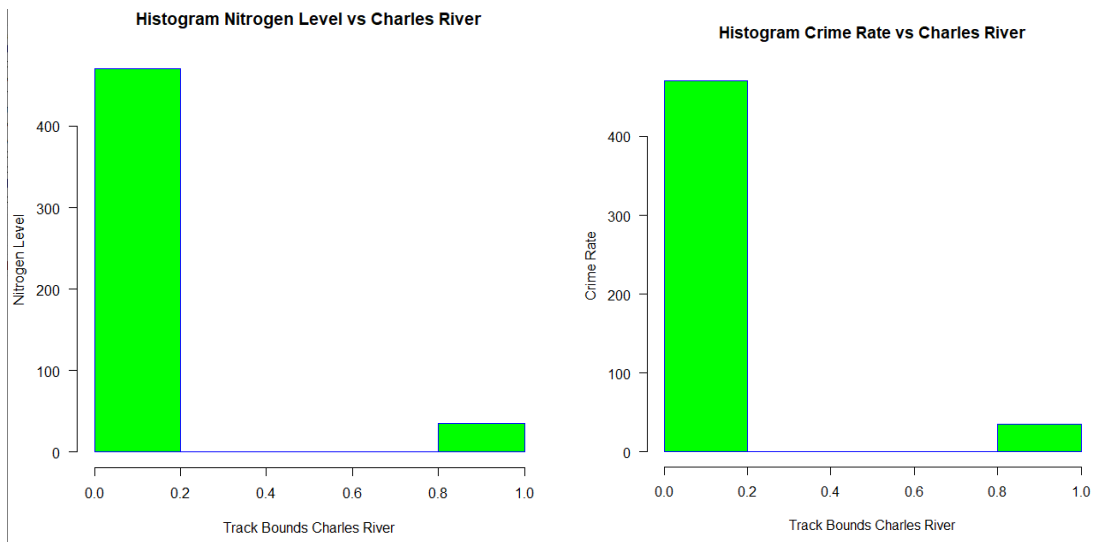 Histogram Nitrogen Level vs Charles River
400
300
200
100
0
Nitrogen Level
0.0 0.2 0.4 0.6 0.8 1.0
Track Bounds Charles River
Histogram Crime Rate vs Charles River
400
300
200
100
0
Crime Rate
0.0 0.2 0.4 0.6 0.8 1.0
Track Bounds Charles River